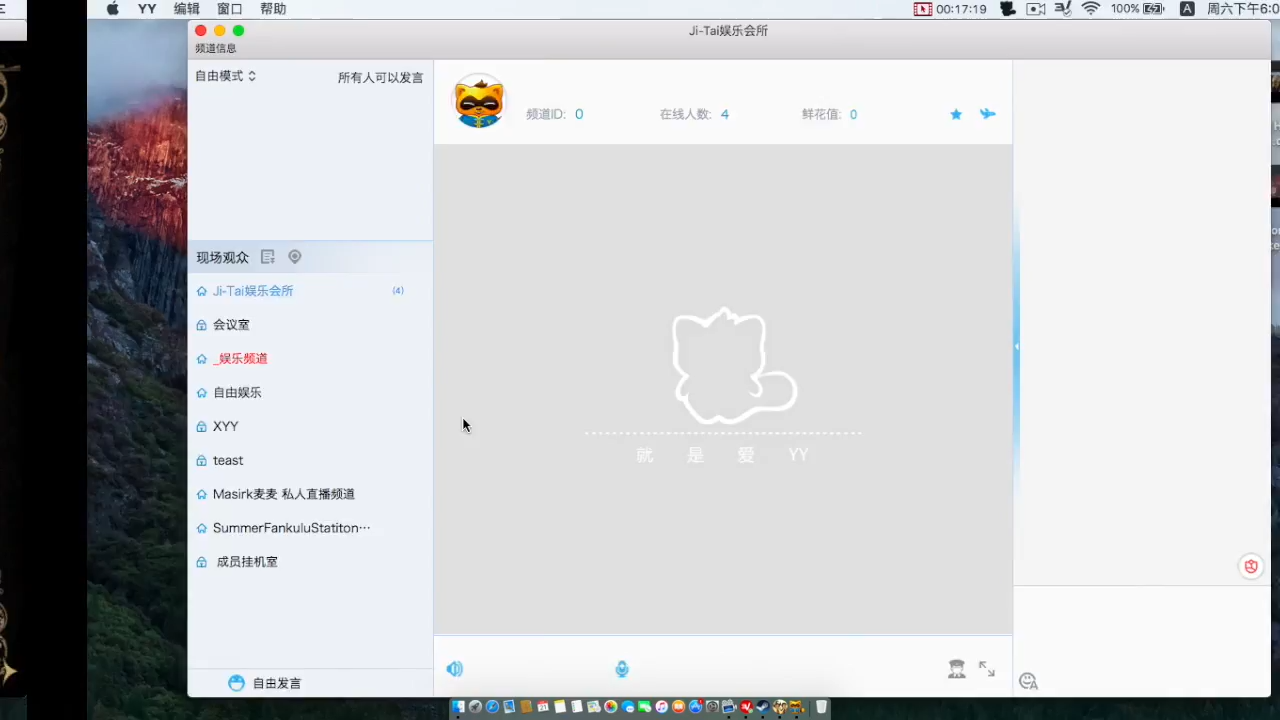 YY 编辑 窗口 帮助 00:17:19 100% A 周六下午6:0
Ji-Tai娱乐会所
频道信息
自由模式 所有人可以发言
频道ID: 0 在线人数: 4 鲜花值: 0
现场观众
Ji-Tai娱乐会所 (4)
会议室
_娱乐频道
自由娱乐
XYY
teast
Masirk麦麦 私人直播频道
SummerFankuluStatiton…
成员挂机室
就 是 爱 YY
自由发言